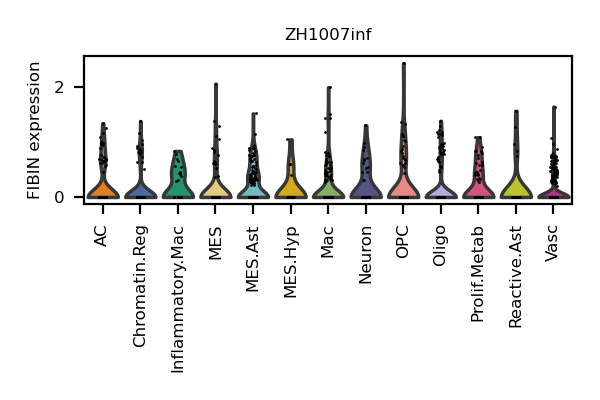 ZH1007inf
FIBIN expression
2
0
AC
Chromatin.Reg
Inflammatory.Mac
MES
MES.Ast
MES.Hyp
Mac
Neuron
OPC
Oligo
Prolif.Metab
Reactive.Ast
Vasc